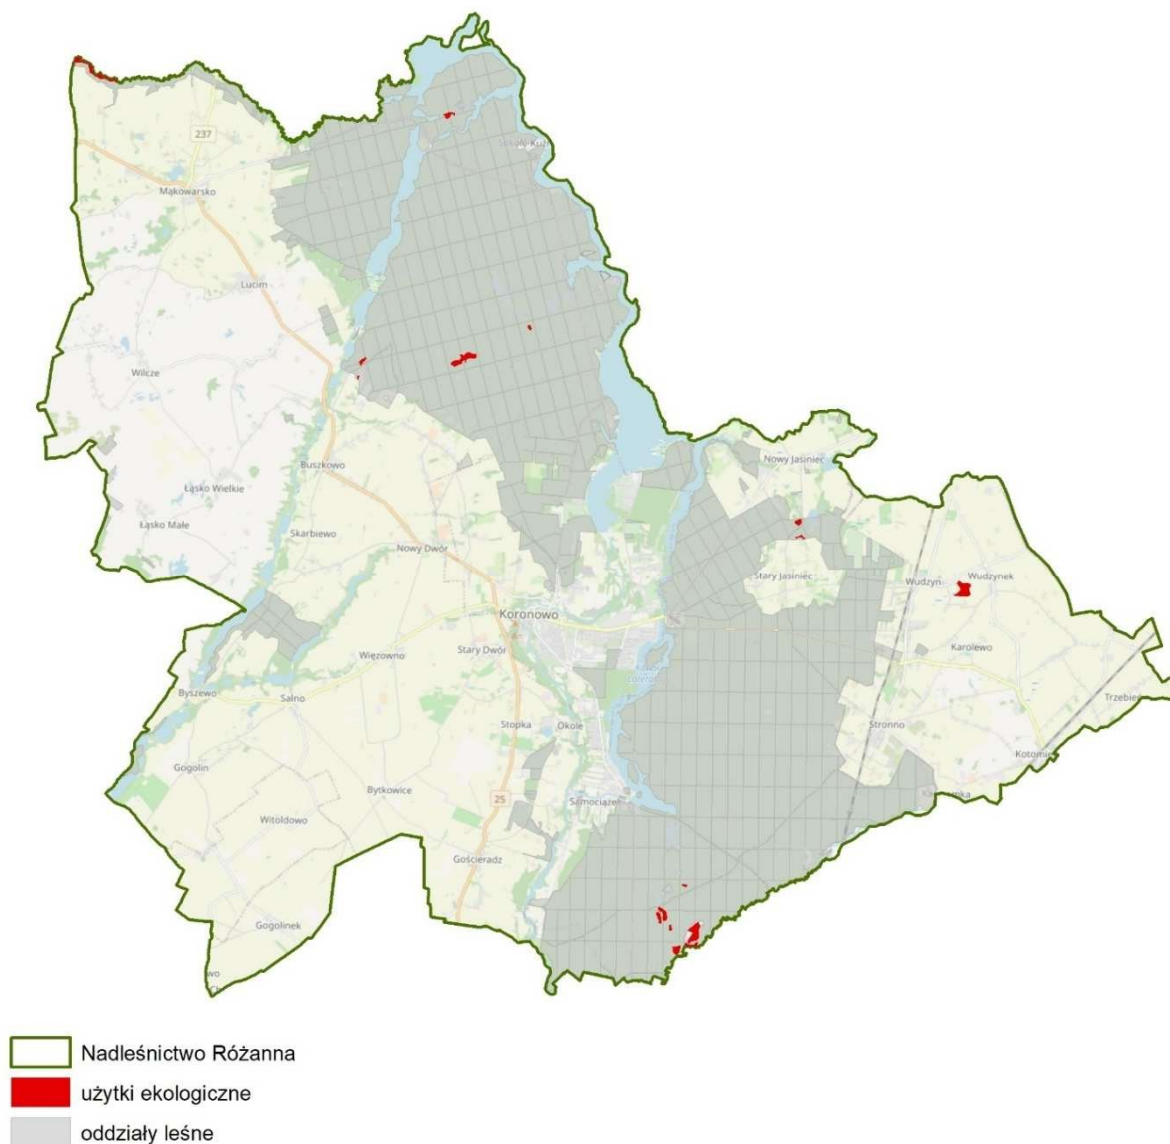 237
Mąkowarsko
Lucim
Wilcze
Buszkowo
Nowy Jasiniec
Łąsko Wielkie
Łąsko Małe
Skarbiewo
Nowy Dwór
Stary Jasiniec
Wudzyn
Wudzynek
Koronowo
Stary Dwór
Więzowno
Karolewo
Byszewo
Salno
Trzebień
Stopka
Okole
Stronno
Gogolin
Bytkowice
25
Samociążek
Witoldowo
Gościeradz
Gogolinek
Nadleśnictwo Różanna
użytki ekologiczne
oddziały leśne